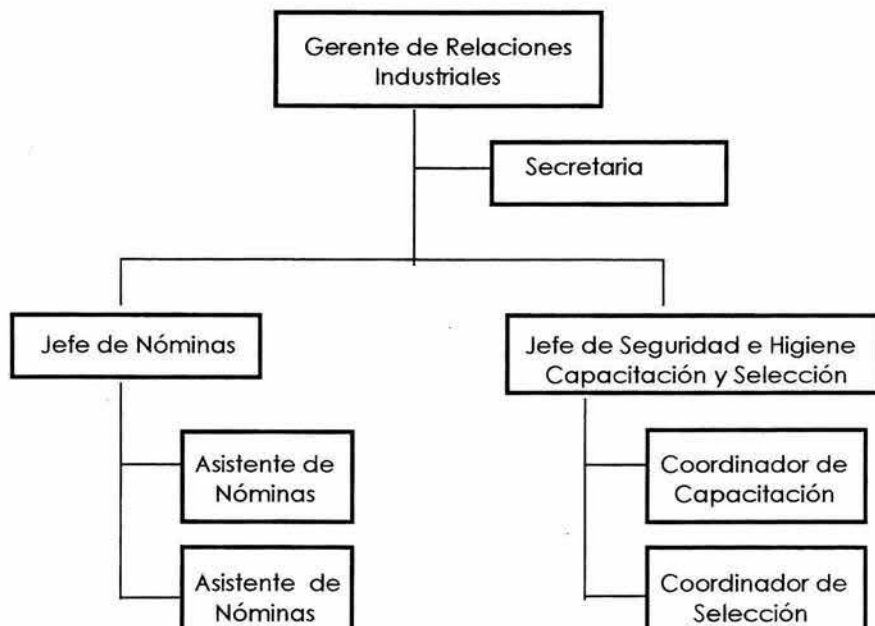 Gerente de Relaciones
Industriales
Secretaria
Jefe de Nóminas
Jefe de Seguridad e Higiene
Capacitación y Selección
Asistente de
Nóminas
Coordinador de
Capacitación
Asistente de
Nóminas
Coordinador de
Selección